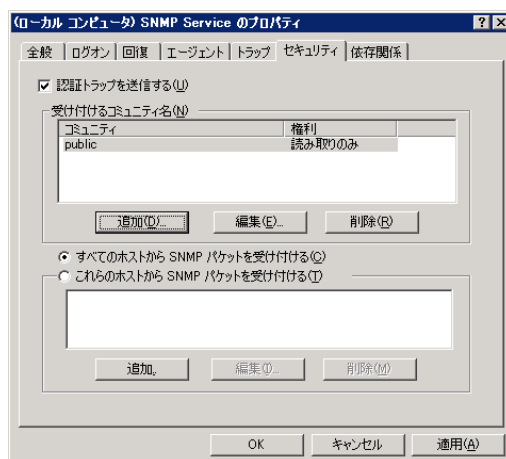 (ローカル コンピュータ) SNMP Service のプロパティ
全般 ログオン 回復 エージェント トラップ セキュリティ 依存関係
認証トラップを送信する(U)
受け付けるコミュニティ名(N)
コミュニティ 権利
public 読み取りのみ
追加(D)... 編集(E)... 削除(R)
すべてのホストから SNMP パケットを受け付ける(C)
これらのホストから SNMP パケットを受け付ける(T)
追加. 編集(I)... 削除(M)
OK キャンセル 適用(A)